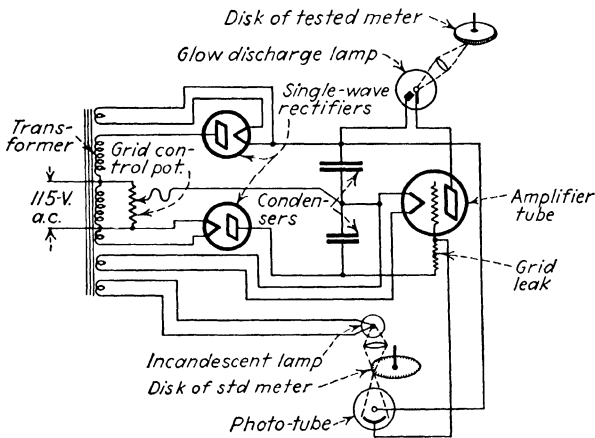 Disk of tested meter
Glow discharge lamp
Single-wave
rectifiers
Trans-
former
Grid con-
trol pot.
115-V.
a.c.
Conden-
sers
Amplifier
tube
Grid
leak
Incandescent lamp
Disk of std meter
Photo-tube